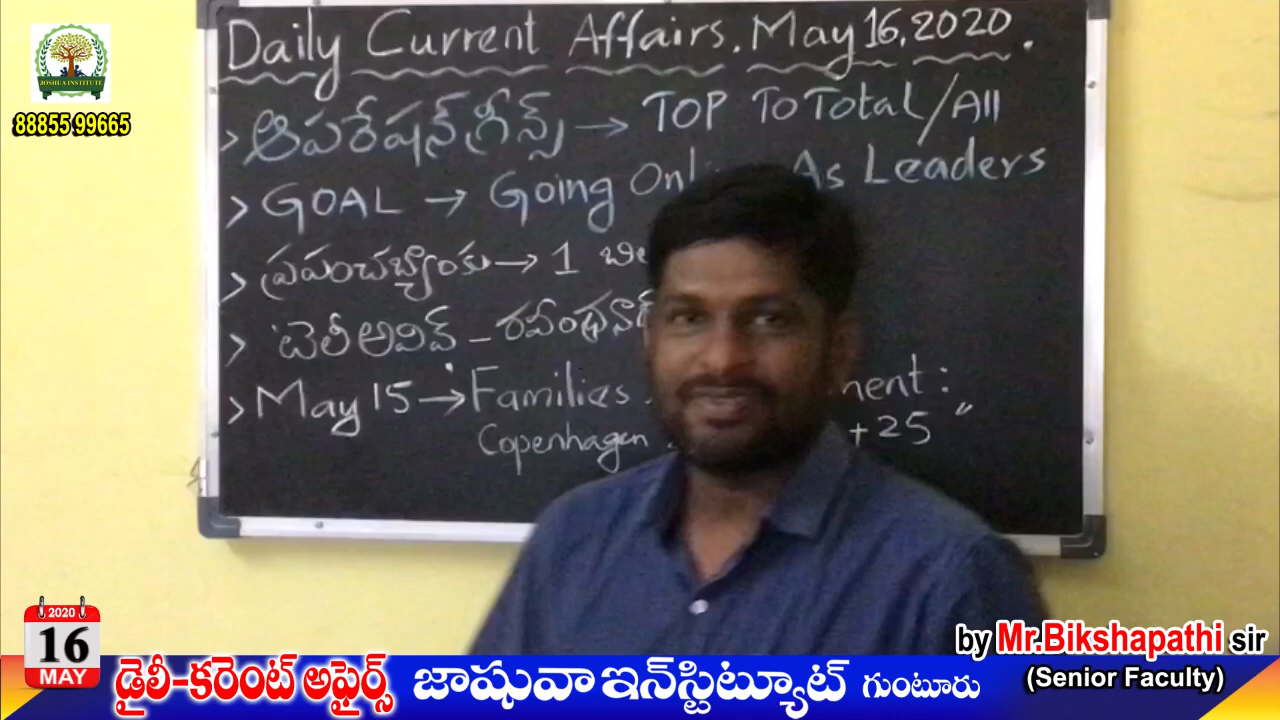 Daily Current Affairs. May 16, 2020.
> ఆపరేషన్ గ్రీన్స్ → TOP To Total/All
> GOAL → Going As Leaders
> ప్రపంచబ్యాంకు → 1
> టెలీ అవివ్ -
> May 15 → Families
Copenhagen + 25"
JOSHUA INSTITUTE
88855 99665
2020
16
MAY
by Mr.Bikshapathi sir
(Senior Faculty)
డైలీ-కరెంట్ అఫైర్స్ జాషువా ఇన్‌స్టిట్యూట్ గుంటూరు